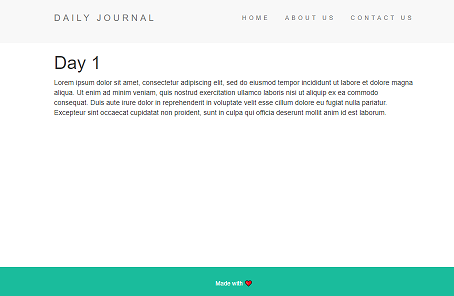 DAILY JOURNAL
HOME ABOUT US CONTACT US
Day 1
Lorem ipsum dolor sit amet, consectetur adipiscing elit, sed do eiusmod tempor incididunt ut labore et dolore magna
aliqua. Ut enim ad minim veniam, quis nostrud exercitation ullamco laboris nisi ut aliquip ex ea commodo
consequat. Duis aute irure dolor in reprehenderit in voluptate velit esse cillum dolore eu fugiat nulla pariatur.
Excepteur sint occaecat cupidatat non proident, sunt in culpa qui officia deserunt mollit anim id est laborum.
Made with ❤